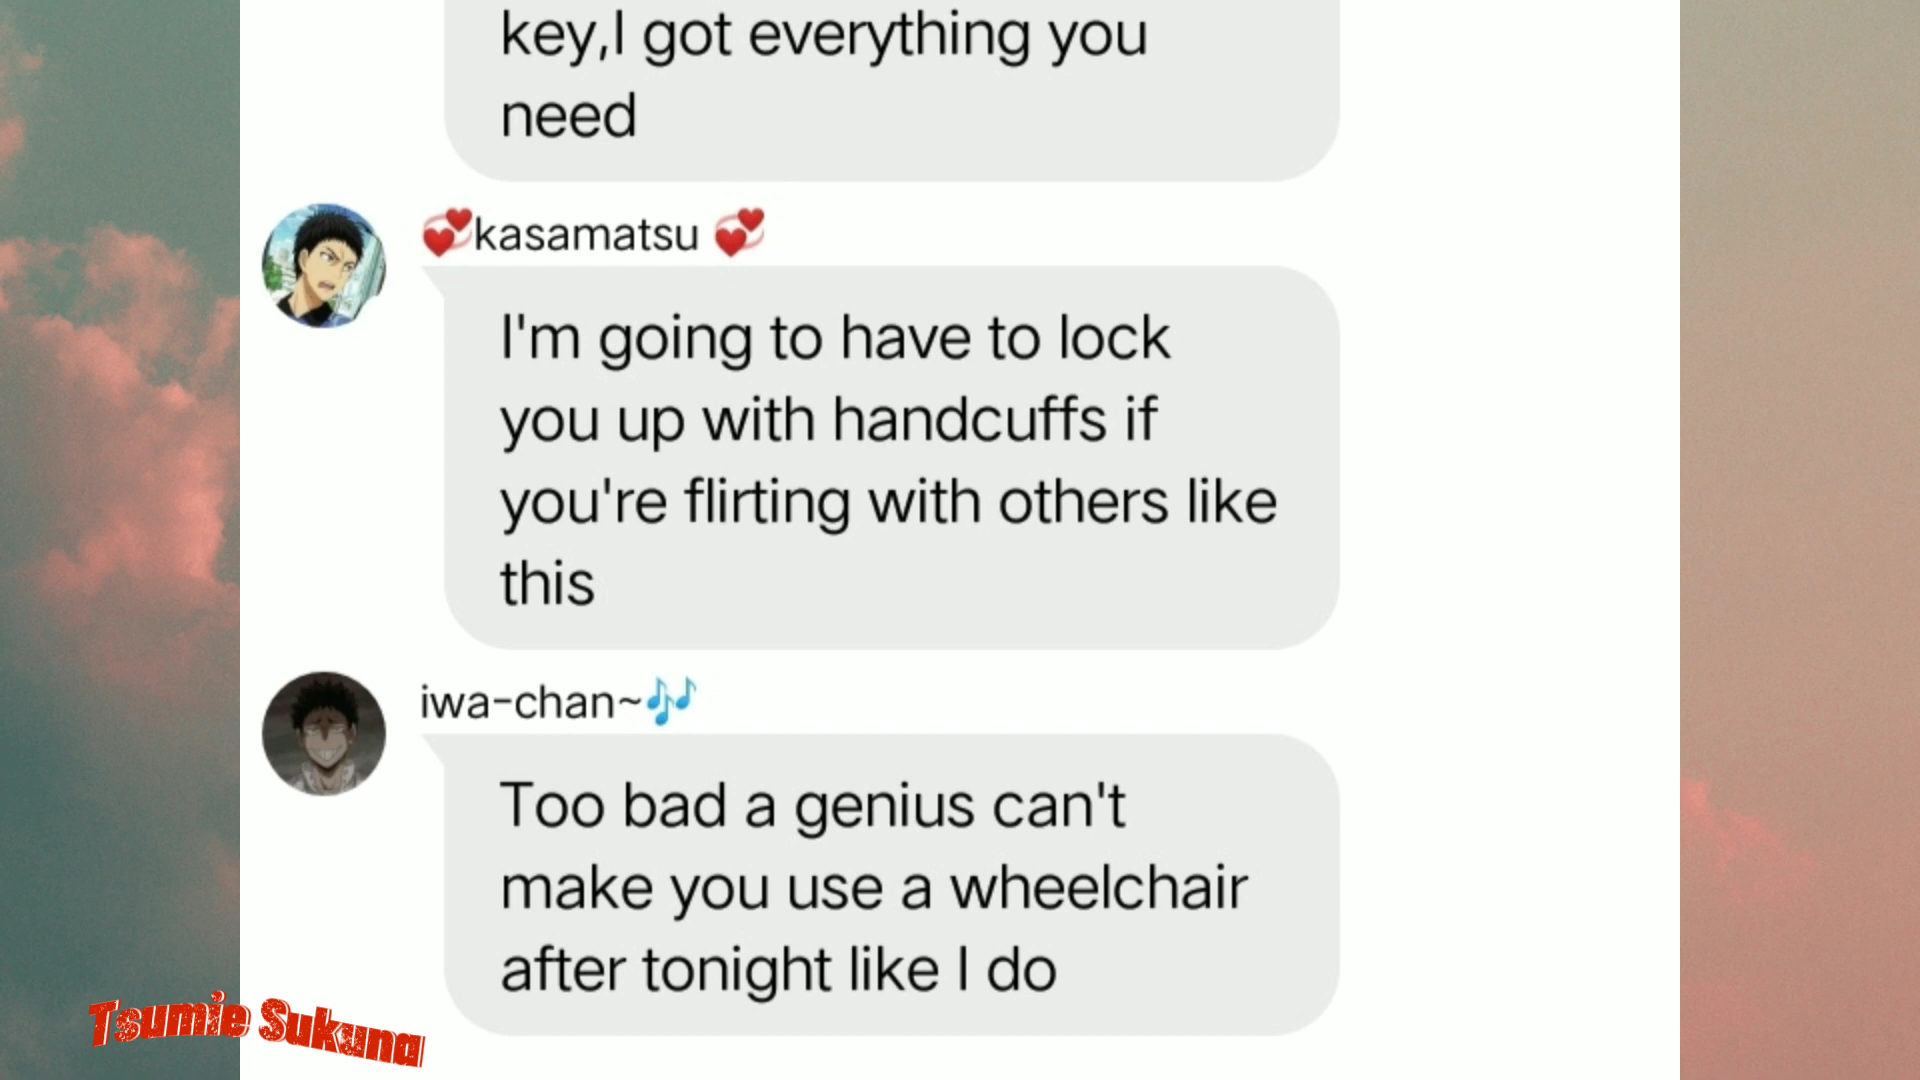 key,I got everything you
need
💞kasamatsu 💞
I'm going to have to lock
you up with handcuffs if
you're flirting with others like
this
iwa-chan~🎶
Too bad a genius can't
make you use a wheelchair
after tonight like I do
Tsumie Sukuna